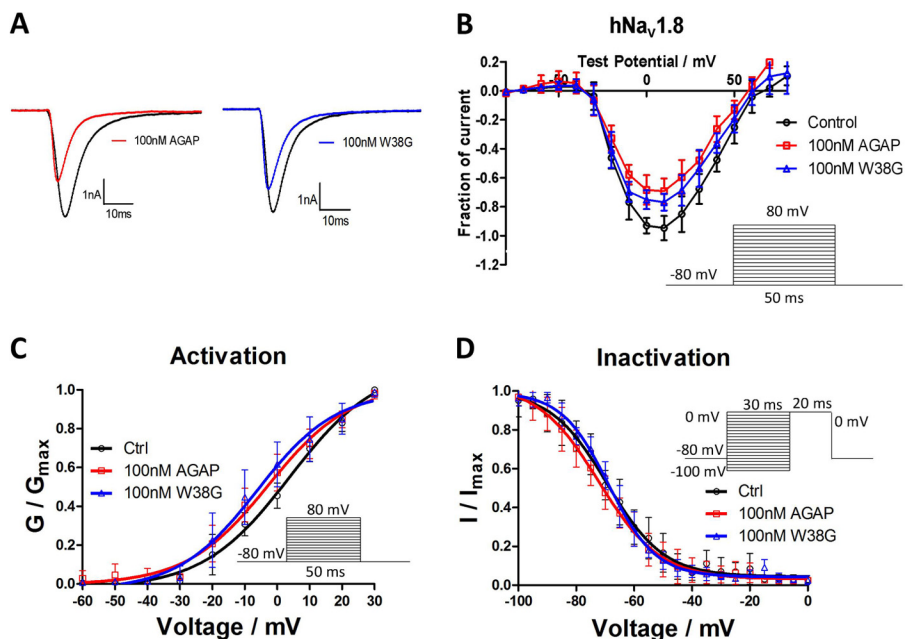 A
100nM AGAP
1nA
10ms
100nM W38G
1nA
10ms
B
hNav1.8
Test Potential / mV
0 50
0.2
0.0
-0.2
-0.4
-0.6
-0.8
-1.0
-1.2
Fraction of current
Control
100nM AGAP
100nM W38G
80 mV
-80 mV
50 ms
C
Activation
1.0
0.8
0.6
0.4
0.2
0.0
G / Gmax
Ctrl
100nM AGAP
100nM W38G
80 mV
-80 mV
50 ms
-60 -50 -40 -30 -20 -10 0 10 20 30
Voltage / mV
D
Inactivation
1.0
0.8
0.6
0.4
0.2
0.0
I / Imax
30 ms 20 ms
0 mV
0 mV
-80 mV
-100 mV
Ctrl
100nM AGAP
100nM W38G
-100 -80 -60 -40 -20 0
Voltage / mV